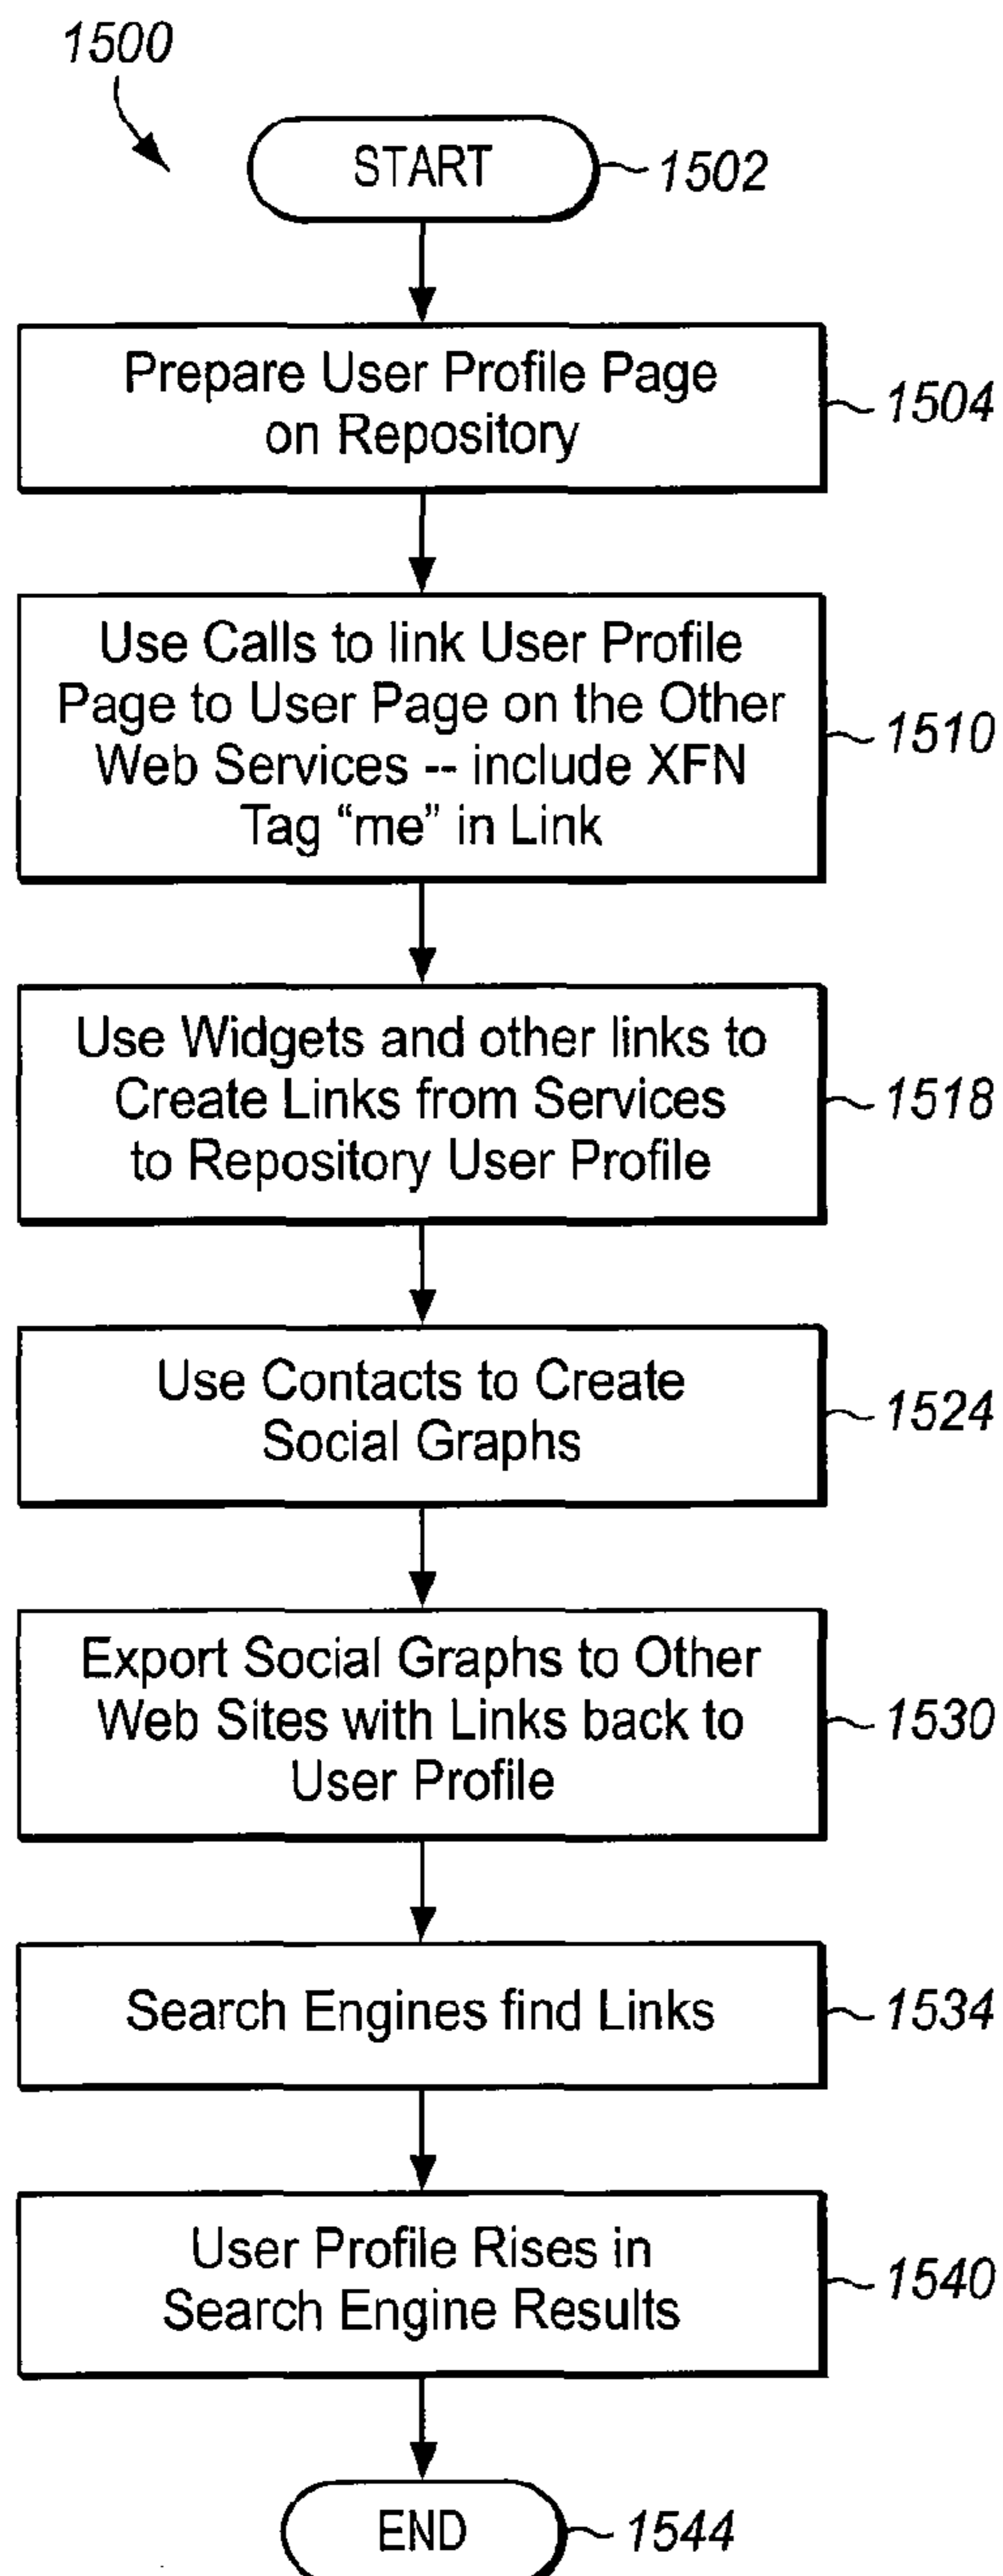 1500
START
1502
Prepare User Profile Page
on Repository
1504
Use Calls to link User Profile
Page to User Page on the Other
Web Services -- include XFN
Tag “me” in Link
1510
Use Widgets and other links to
Create Links from Services
to Repository User Profile
1518
Use Contacts to Create
Social Graphs
1524
Export Social Graphs to Other
Web Sites with Links back to
User Profile
1530
Search Engines find Links
1534
User Profile Rises in
Search Engine Results
1540
END
1544